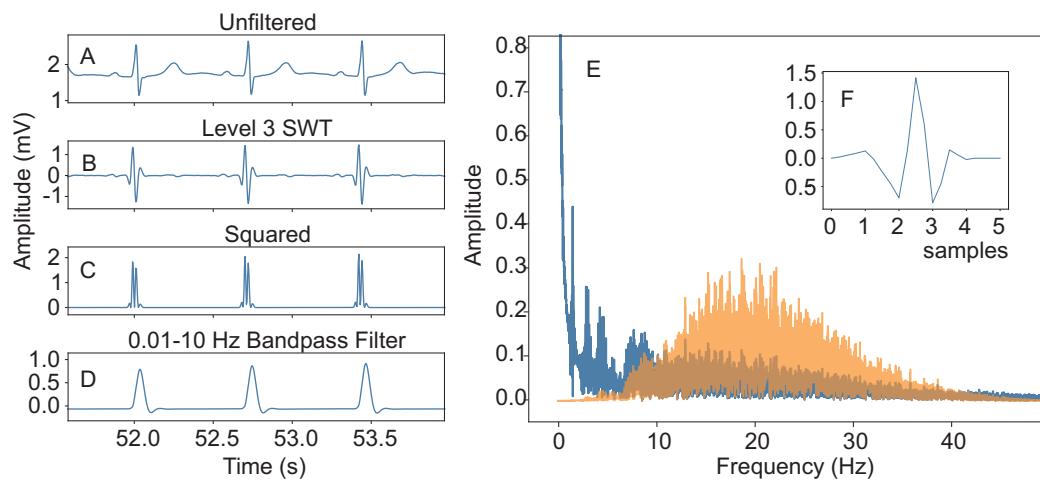 Unfiltered
A
2
1
Level 3 SWT
B
1
0
-1
Squared
C
2
1
0
0.01-10 Hz Bandpass Filter
D
1.0
0.5
0.0
52.0 52.5 53.0 53.5
Time (s)
Amplitude (mV)
E
0.8
0.7
0.6
0.5
0.4
0.3
0.2
0.1
0.0
0 10 20 30 40
Frequency (Hz)
Amplitude
F
1.5
1.0
0.5
0.0
0.5
0 1 2 3 4 5
samples